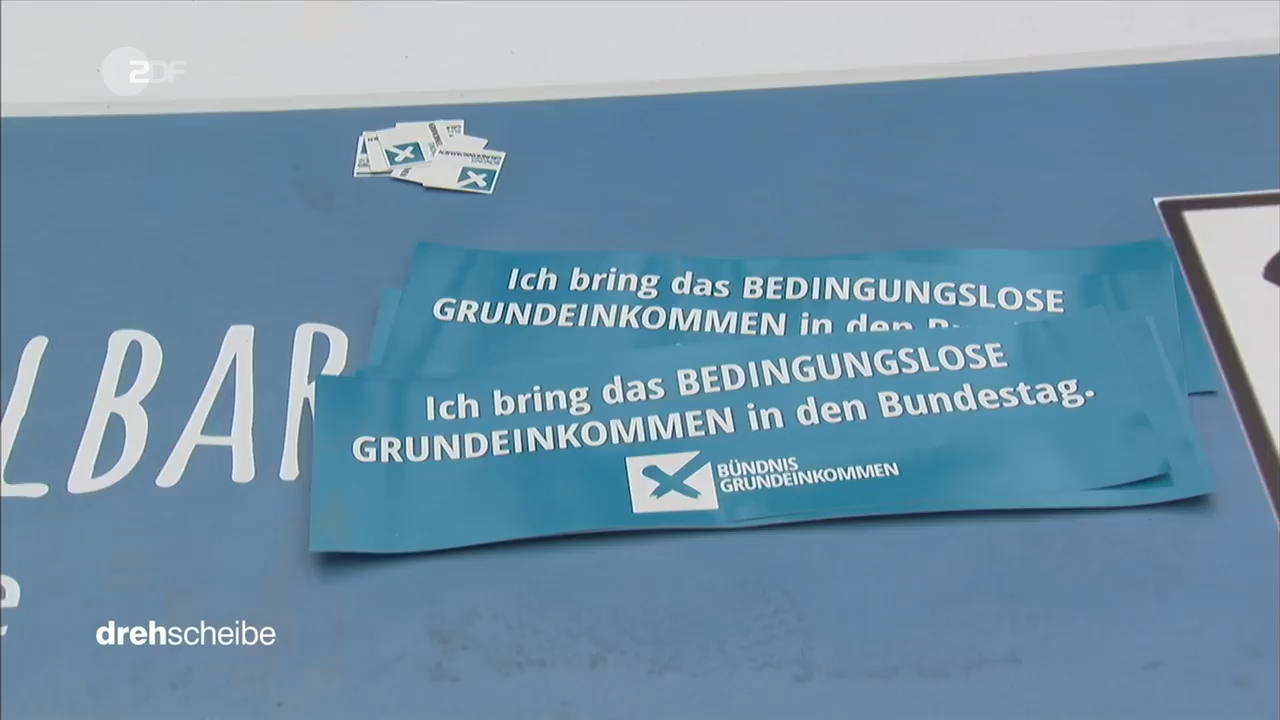 ZDF
Ich bring das BEDINGUNGSLOSE
GRUNDEINKOMMEN in den
Ich bring das BEDINGUNGSLOSE
GRUNDEINKOMMEN in den Bundestag.
BÜNDNIS
GRUNDEINKOMMEN
LBAR
e
drehscheibe